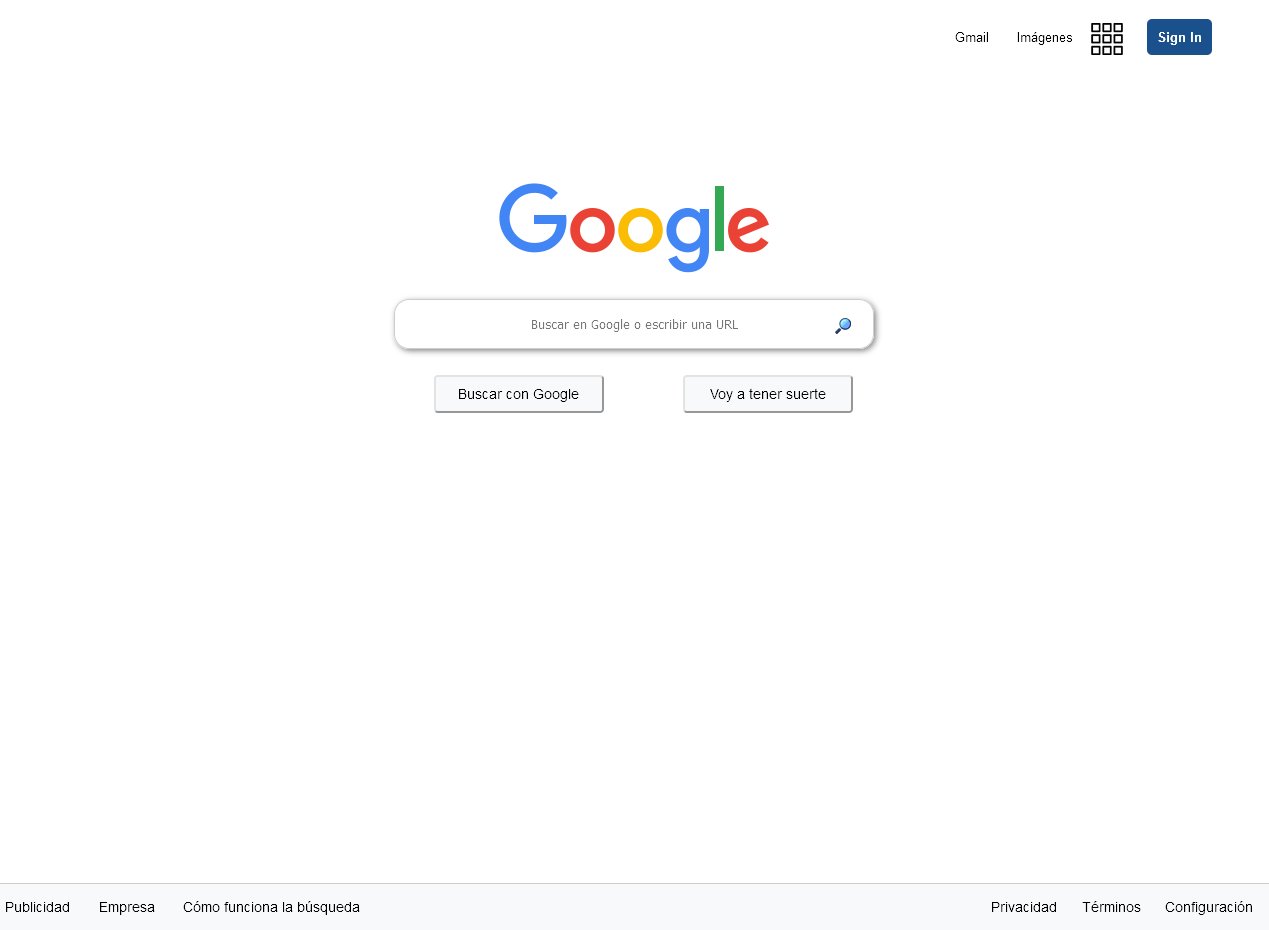 Gmail Imágenes Sign In
Google
Buscar en Google o escribir una URL
Buscar con Google Voy a tener suerte
Publicidad Empresa Cómo funciona la búsqueda Privacidad Términos Configuración